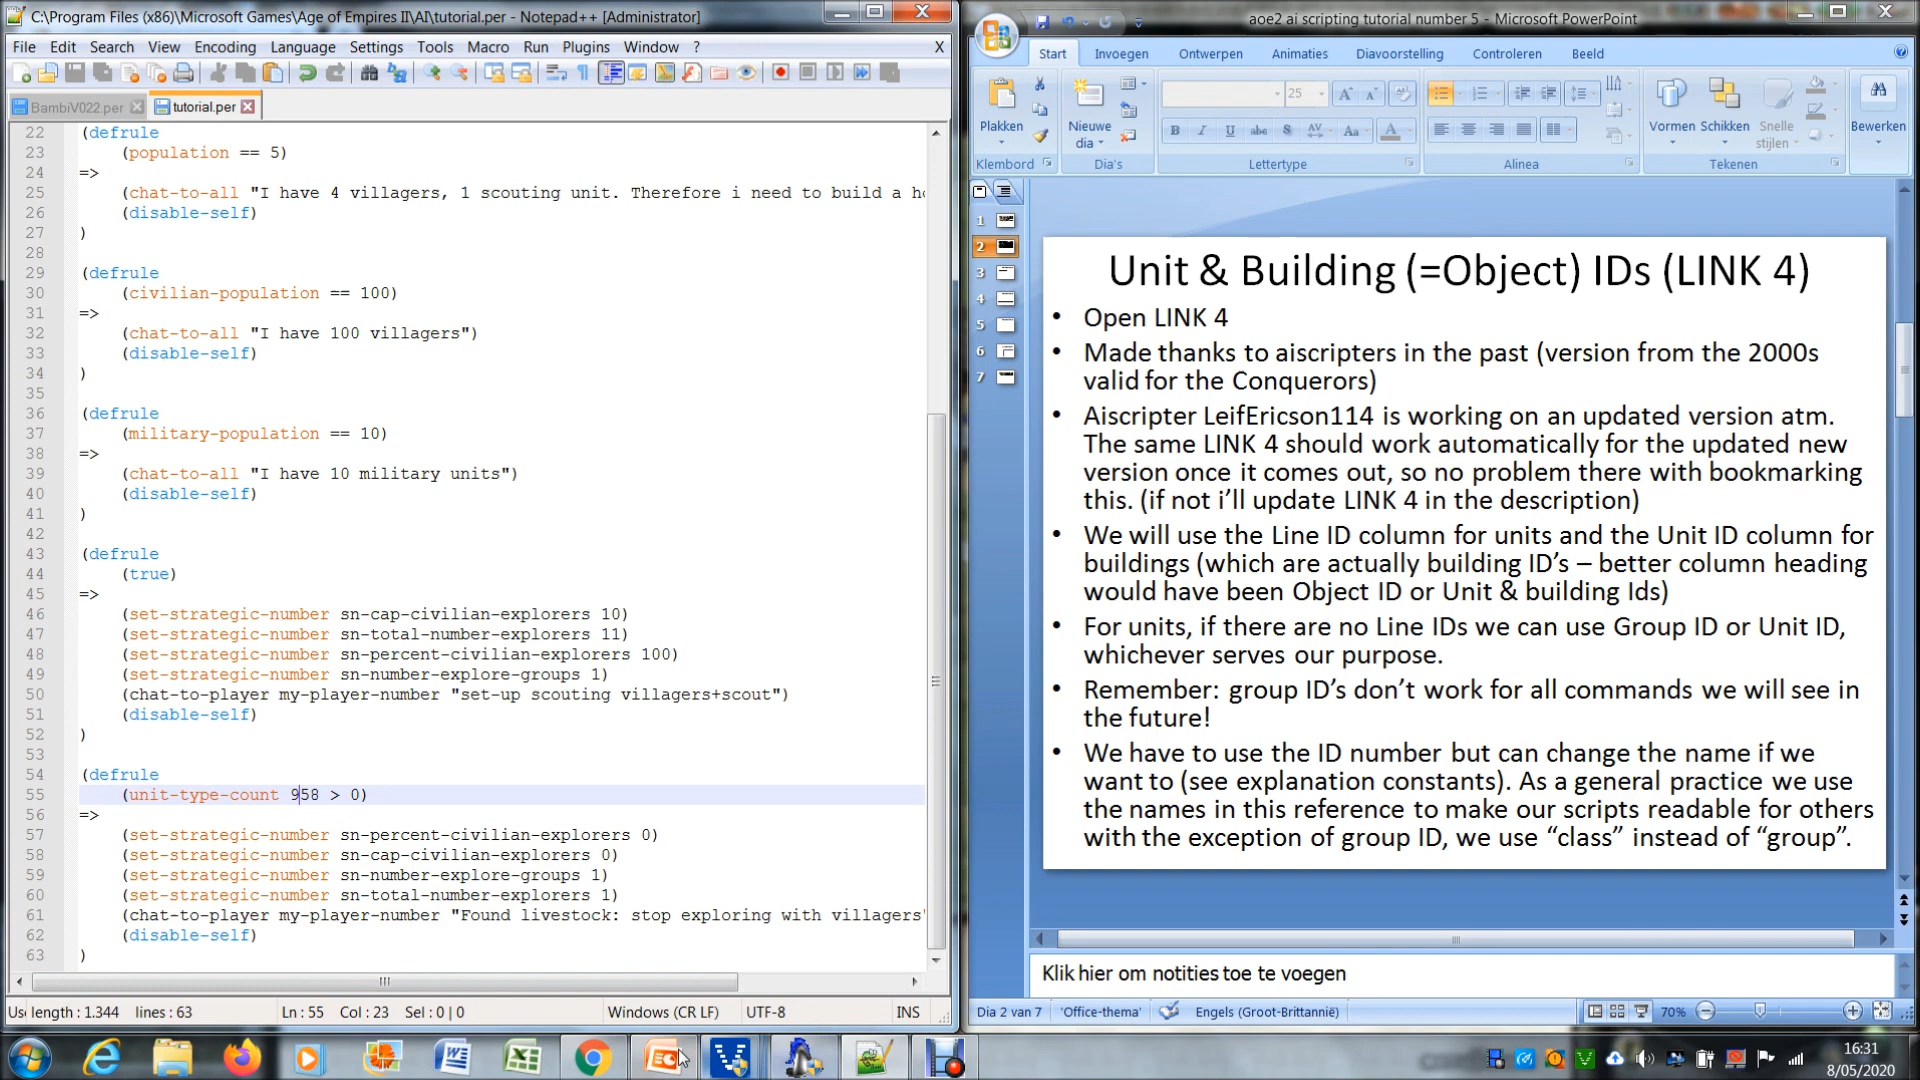 C:\Program Files (x86)\Microsoft Games\Age of Empires II\AI\tutorial.per - Notepad++ [Administrator]
File Edit Search View Encoding Language Settings Tools Macro Run Plugins Window ? X
BambiV022.per tutorial.per
22 (defrule
23 (population == 5)
24 =>
25 (chat-to-all "I have 4 villagers, 1 scouting unit. Therefore i need to build a h
26 (disable-self)
27 )
28
29 (defrule
30 (civilian-population == 100)
31 =>
32 (chat-to-all "I have 100 villagers")
33 (disable-self)
34 )
35
36 (defrule
37 (military-population == 10)
38 =>
39 (chat-to-all "I have 10 military units")
40 (disable-self)
41 )
42
43 (defrule
44 (true)
45 =>
46 (set-strategic-number sn-cap-civilian-explorers 10)
47 (set-strategic-number sn-total-number-explorers 11)
48 (set-strategic-number sn-percent-civilian-explorers 100)
49 (set-strategic-number sn-number-explore-groups 1)
50 (chat-to-player my-player-number "set-up scouting villagers+scout")
51 (disable-self)
52 )
53
54 (defrule
55 (unit-type-count 958 > 0)
56 =>
57 (set-strategic-number sn-percent-civilian-explorers 0)
58 (set-strategic-number sn-cap-civilian-explorers 0)
59 (set-strategic-number sn-number-explore-groups 1)
60 (set-strategic-number sn-total-number-explorers 1)
61 (chat-to-player my-player-number "Found livestock: stop exploring with villagers"
62 (disable-self)
63 )
Us length : 1.344 lines : 63 Ln : 55 Col : 23 Sel : 0 | 0 Windows (CR LF) UTF-8 INS
aoe2 ai scripting tutorial number 5 - Microsoft PowerPoint
Start Invoegen Ontwerpen Animaties Diavoorstelling Controleren Beeld
25
Plakken Nieuwe dia Vormen Schikken Snelle stijlen Bewerken
Klembord Dia's Lettertype Alinea Tekenen
1
2
3
4
5
6
7
Unit & Building (=Object) IDs (LINK 4)
• Open LINK 4
• Made thanks to aiscripters in the past (version from the 2000s
valid for the Conquerors)
• Aiscripter LeifEricson114 is working on an updated version atm.
The same LINK 4 should work automatically for the updated new
version once it comes out, so no problem there with bookmarking
this. (if not i'll update LINK 4 in the description)
• We will use the Line ID column for units and the Unit ID column for
buildings (which are actually building ID's – better column heading
would have been Object ID or Unit & building Ids)
• For units, if there are no Line IDs we can use Group ID or Unit ID,
whichever serves our purpose.
• Remember: group ID's don't work for all commands we will see in
the future!
• We have to use the ID number but can change the name if we
want to (see explanation constants). As a general practice we use
the names in this reference to make our scripts readable for others
with the exception of group ID, we use “class” instead of “group”.
Klik hier om notities toe te voegen
Dia 2 van 7 'Office-thema' Engels (Groot-Brittannië) 70%
16:31
8/05/2020